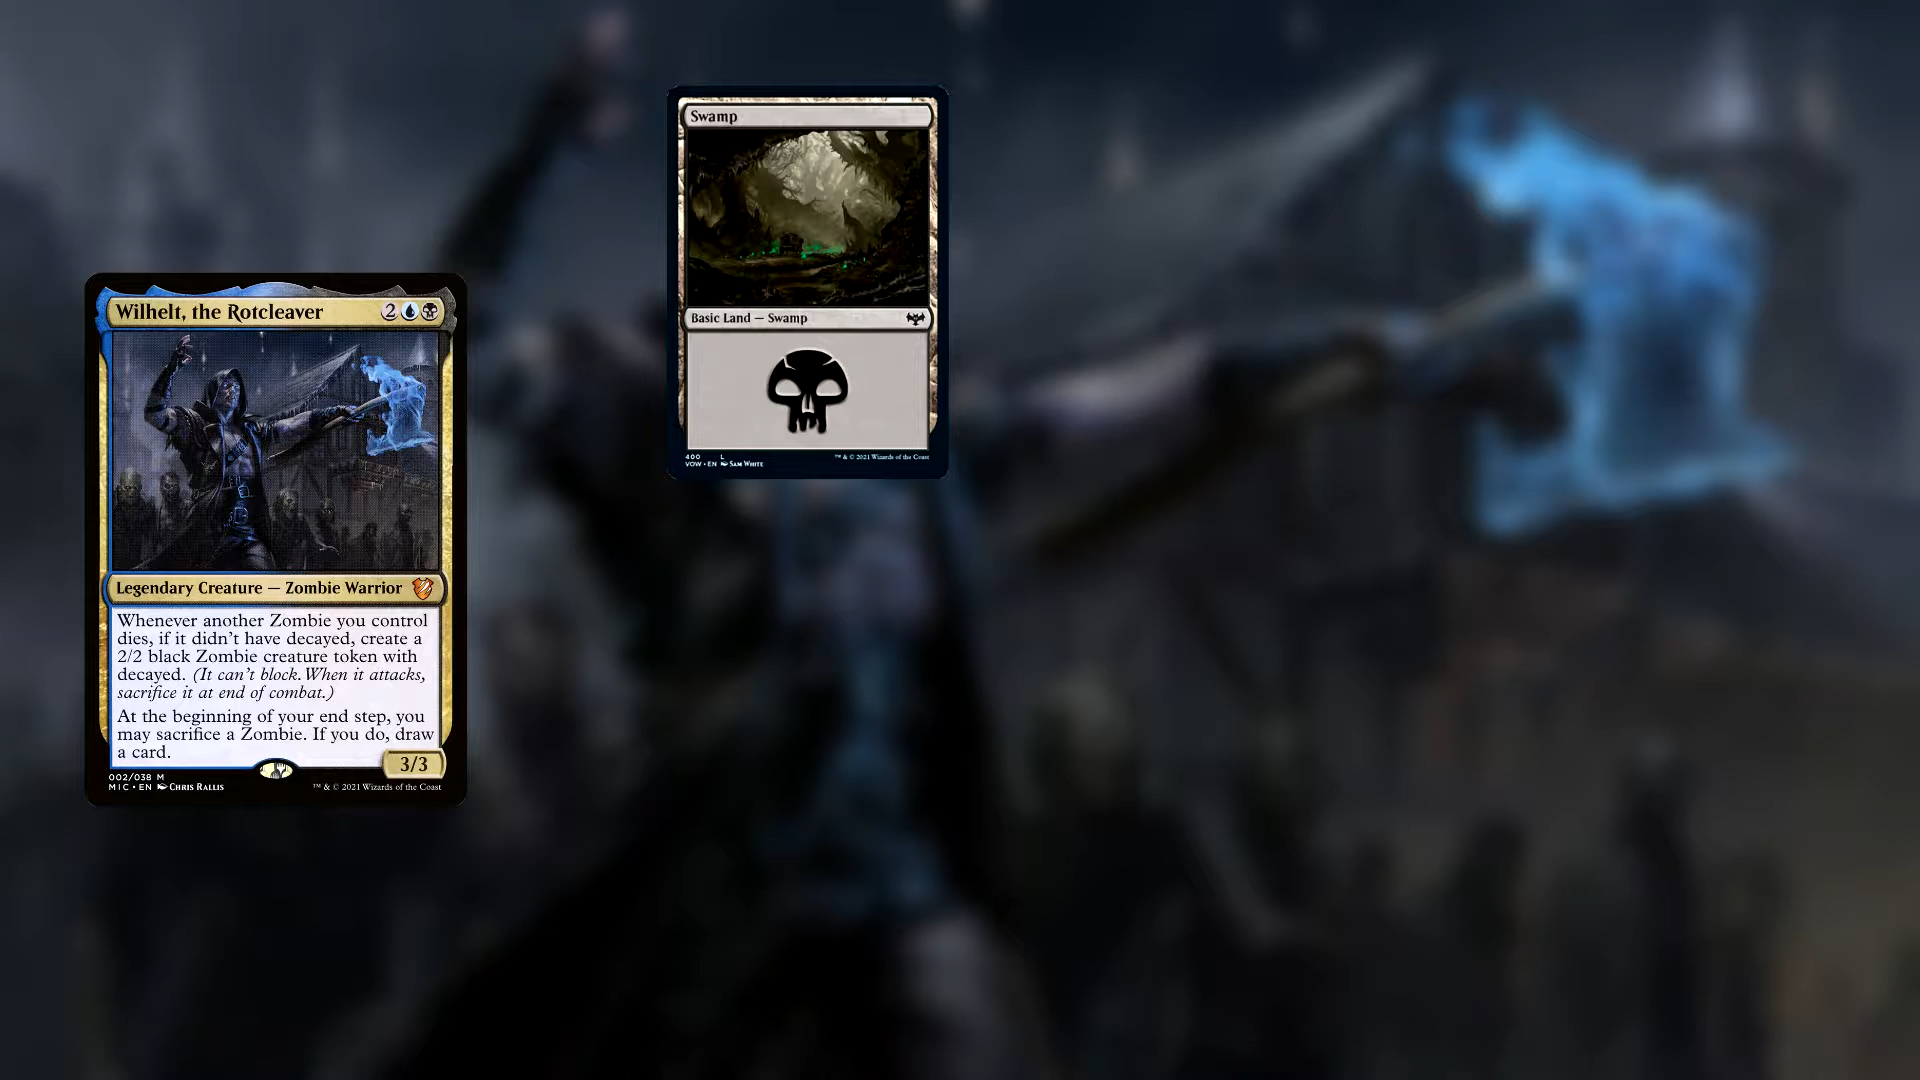 Swamp
Basic Land — Swamp
400 L
VOW • EN Sam White
™ & © 2021 Wizards of the Coast
Wilhelt, the Rotcleaver 2
Legendary Creature — Zombie Warrior
Whenever another Zombie you control
dies, if it didn't have decayed, create a
2/2 black Zombie creature token with
decayed. (It can't block. When it attacks,
sacrifice it at end of combat.)
At the beginning of your end step, you
may sacrifice a Zombie. If you do, draw
a card.
3/3
002/038 M
MIC • EN Chris Rallis
™ & © 2021 Wizards of the Coast